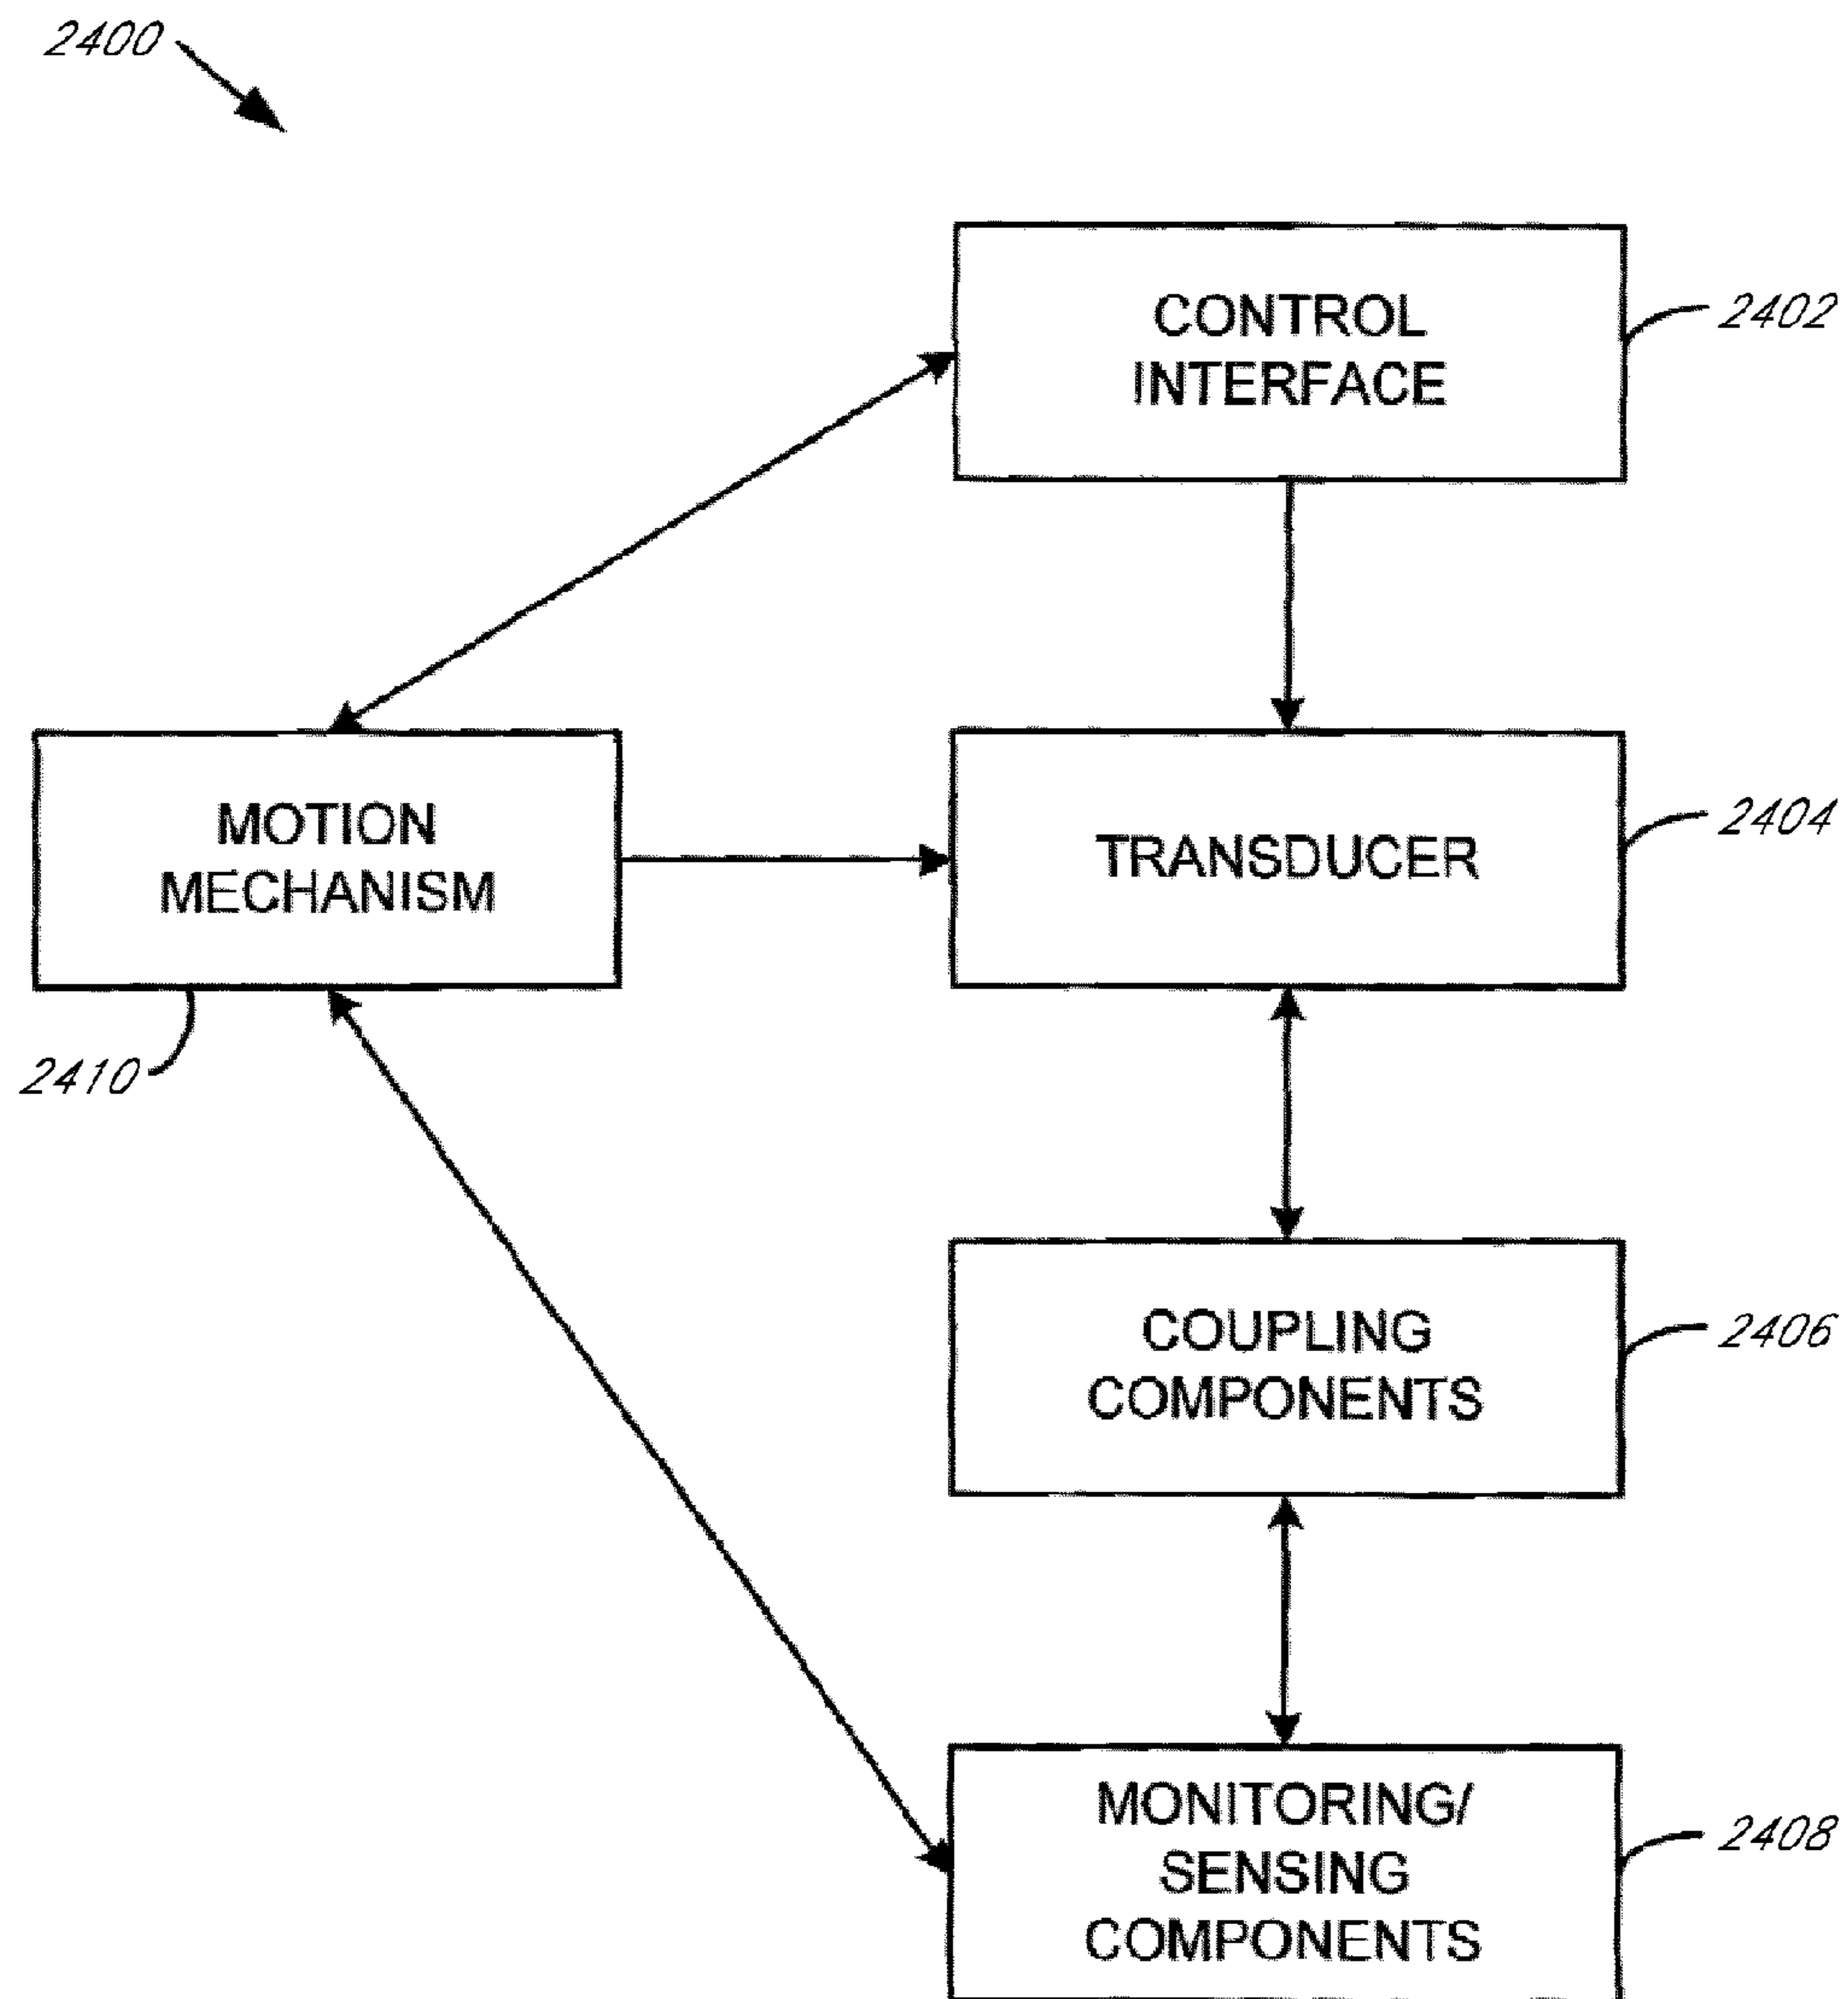 2400
CONTROL
INTERFACE
2402
MOTION
MECHANISM
2410
TRANSDUCER
2404
COUPLING
COMPONENTS
2406
MONITORING/
SENSING
COMPONENTS
2408